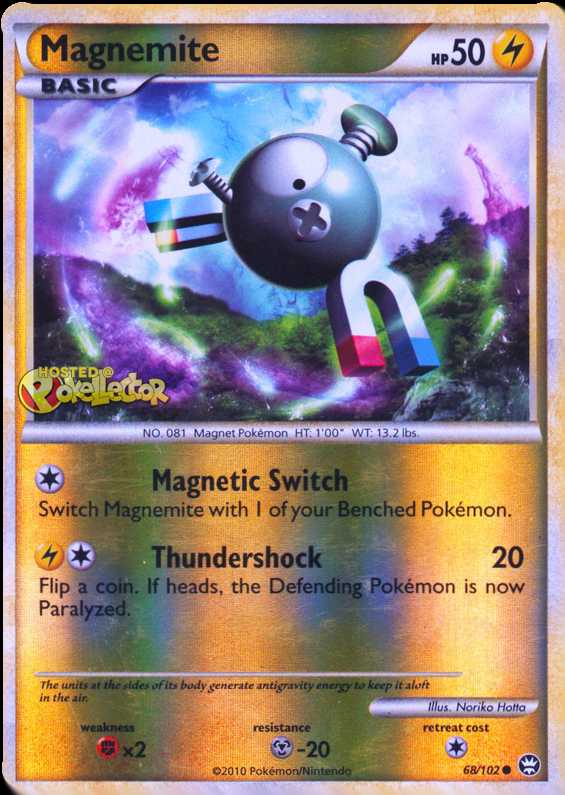 Magnemite
HP 50
BASIC
HOSTED @
POKELLECTOR
NO. 081 Magnet Pokémon HT: 1'00" WT: 13.2 lbs.
Magnetic Switch
Switch Magnemite with 1 of your Benched Pokémon.
Thundershock 20
Flip a coin. If heads, the Defending Pokémon is now
Paralyzed.
The units at the sides of its body generate antigravity energy to keep it aloft
in the air.
Illus. Noriko Hotta
weakness resistance retreat cost
×2 -20
©2010 Pokémon/Nintendo 68/102